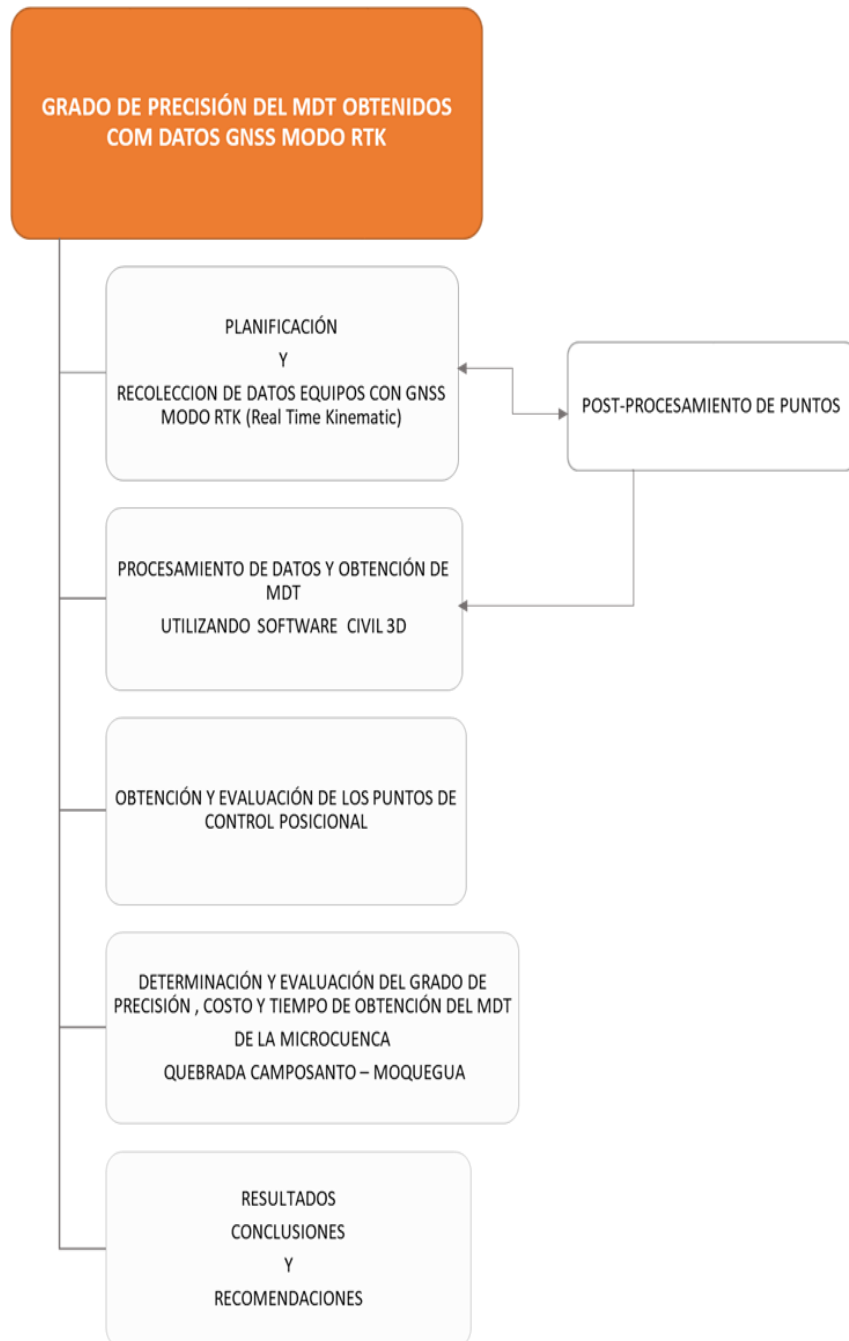 GRADO DE PRECISIÓN DEL MDT OBTENIDOS
COM DATOS GNSS MODO RTK
PLANIFICACIÓN
Y
RECOLECCION DE DATOS EQUIPOS CON GNSS
MODO RTK (Real Time Kinematic)
POST-PROCESAMIENTO DE PUNTOS
PROCESAMIENTO DE DATOS Y OBTENCIÓN DE
MDT
UTILIZANDO SOFTWARE CIVIL 3D
OBTENCIÓN Y EVALUACIÓN DE LOS PUNTOS DE
CONTROL POSICIONAL
DETERMINACIÓN Y EVALUACIÓN DEL GRADO DE
PRECISIÓN , COSTO Y TIEMPO DE OBTENCIÓN DEL MDT
DE LA MICROCUENCA
QUEBRADA CAMPOSANTO – MOQUEGUA
RESULTADOS
CONCLUSIONES
Y
RECOMENDACIONES